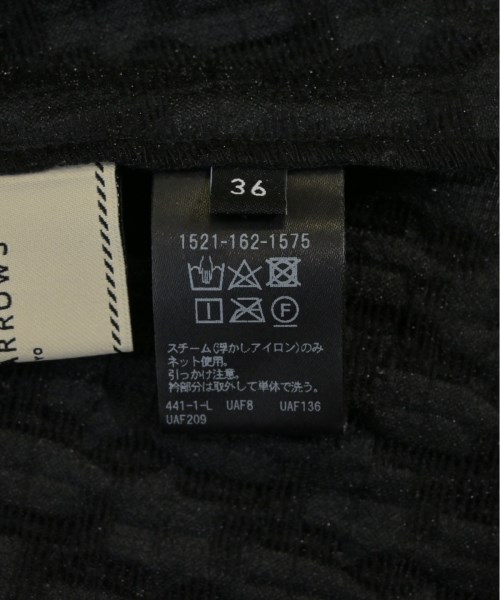 36
1521-162-1575
F
スチーム(浮かしアイロン)のみ
ネット使用。
引っかけ注意。
衿部分は取外して単体で洗う。
441-1-L UAF8 UAF136
UAF209
ARROWS